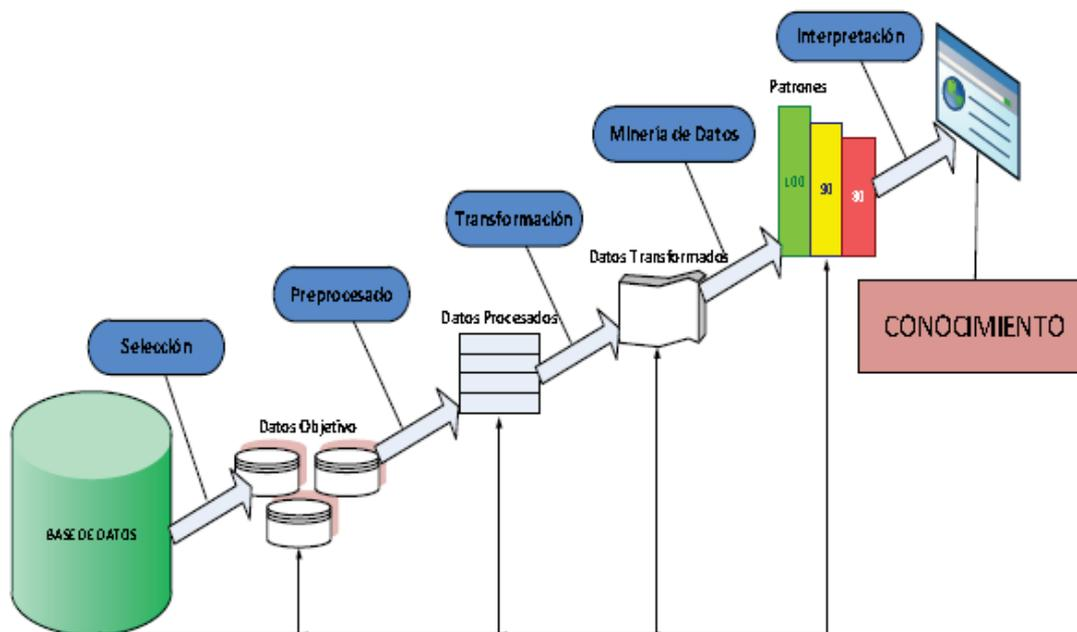 Interpretación
Patrones
Minería de Datos
100
90
80
Transformación
Datos Transformados
Preprocesado
Datos Procesados
CONOCIMIENTO
Selección
Datos Objetivo
BASE DE DATOS